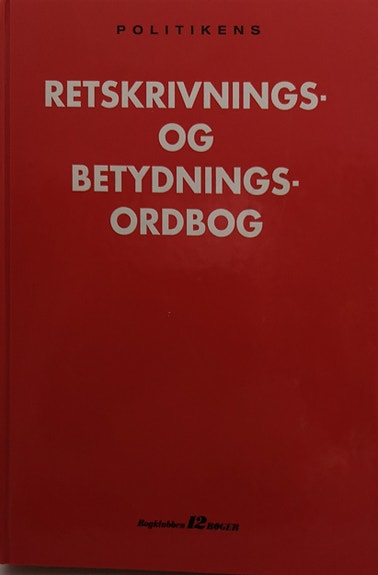 POLITIKENS
RETSKRIVNINGS-
OG
BETYDNINGS-
ORDBOG
Bogklubben 12 BØGER